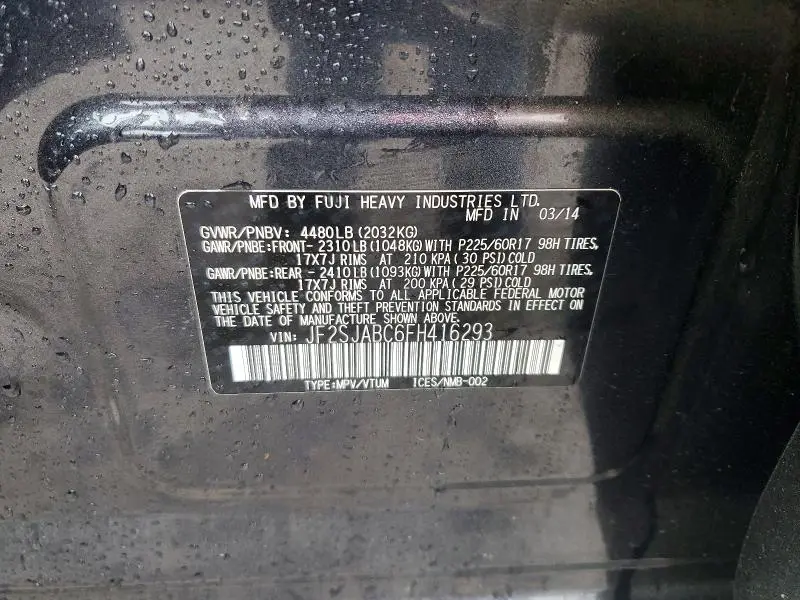 MFD BY FUJI HEAVY INDUSTRIES LTD.
MFD IN 03/14
GVWR/PNBV: 4480LB (2032KG)
GAWR/PNBE:FRONT- 2310LB (1048KG) WITH P225/60R17 98H TIRES,
17X7J RIMS AT 210 KPA (30 PSI) COLD
GAWR/PNBE:REAR - 2410LB (1093KG) WITH P225/60R17 98H TIRES,
17X7J RIMS AT 200 KPA (29 PSI) COLD
THIS VEHICLE CONFORMS TO ALL APPLICABLE FEDERAL MOTOR
VEHICLE SAFETY AND THEFT PREVENTION STANDARDS IN EFFECT ON
THE DATE OF MANUFACTURE SHOWN ABOVE.
VIN: JF2SJABC6FH416293
TYPE:MPV/VTUM ICES/NMB-002